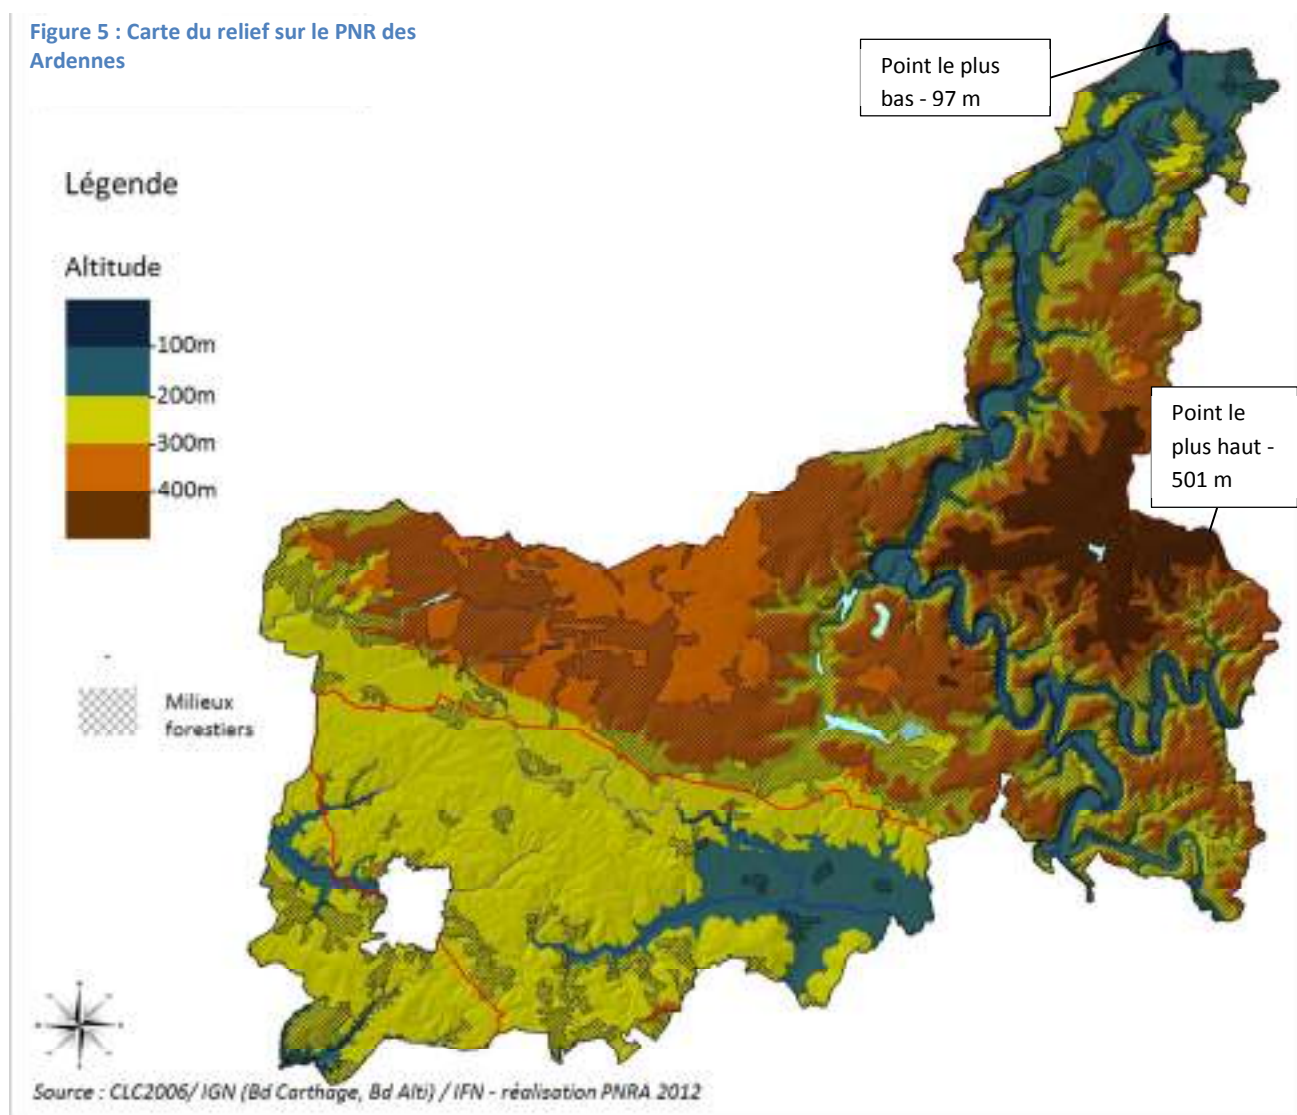 Figure 5 : Carte du relief sur le PNR des
Ardennes
Point le plus
bas - 97 m
Légende
Altitude
-100m
-200m
-300m
-400m
Point le
plus haut -
501 m
Milieux
forestiers
Source : CLC2006/ IGN (Bd Carthage, Bd Alti) / IFN - réalisation PNRA 2012